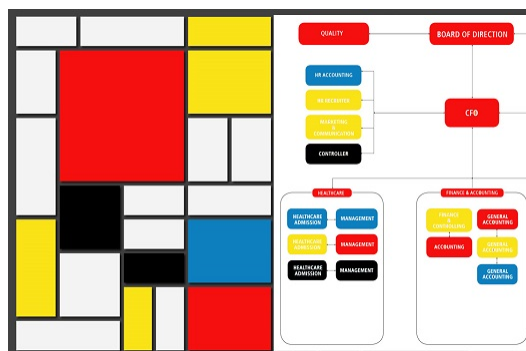 QUALITY
BOARD OF DIRECTION
HR ACCOUNTING
HR RECRUITER
MARKETING
&
COMMUNICATION
CONTROLLER
CFO
HEALTHCARE
HEALTHCARE
ADMISSION
MANAGEMENT
HEALTHCARE
ADMISSION
MANAGEMENT
HEALTHCARE
ADMISSION
MANAGEMENT
FINANCE & ACCOUNTING
FINANCE
&
CONTROLLING
GENERAL
ACCOUNTING
ACCOUNTING
GENERAL
ACCOUNTING
GENERAL
ACCOUNTING